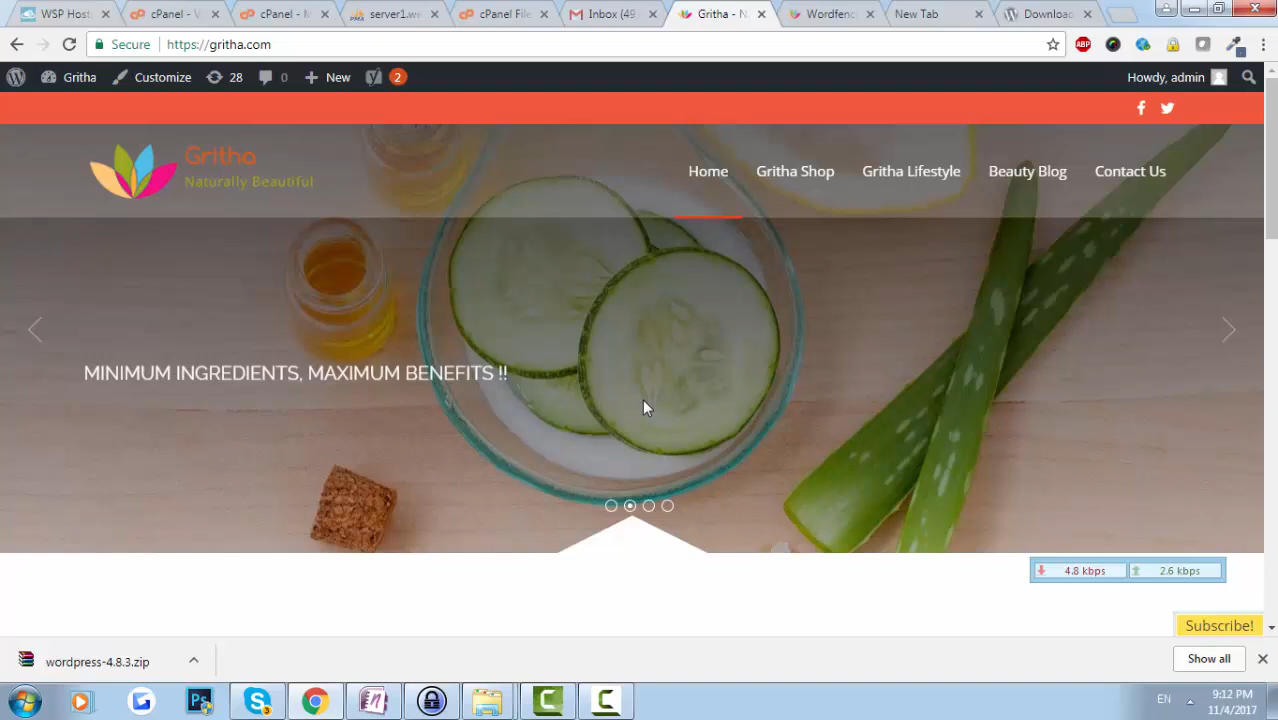 WSP Host
cPanel - V
cPanel - M
server1.we
cPanel File
Inbox (49
Gritha - N
Wordfenc
New Tab
Download
Secure
https://gritha.com
ABP
Gritha
Customize
28
0
New
2
Howdy, admin
Gritha
Naturally Beautiful
Home
Gritha Shop
Gritha Lifestyle
Beauty Blog
Contact Us
MINIMUM INGREDIENTS, MAXIMUM BENEFITS !!
4.8 kbps
2.6 kbps
Subscribe!
wordpress-4.8.3.zip
Show all
EN
9:12 PM
11/4/2017